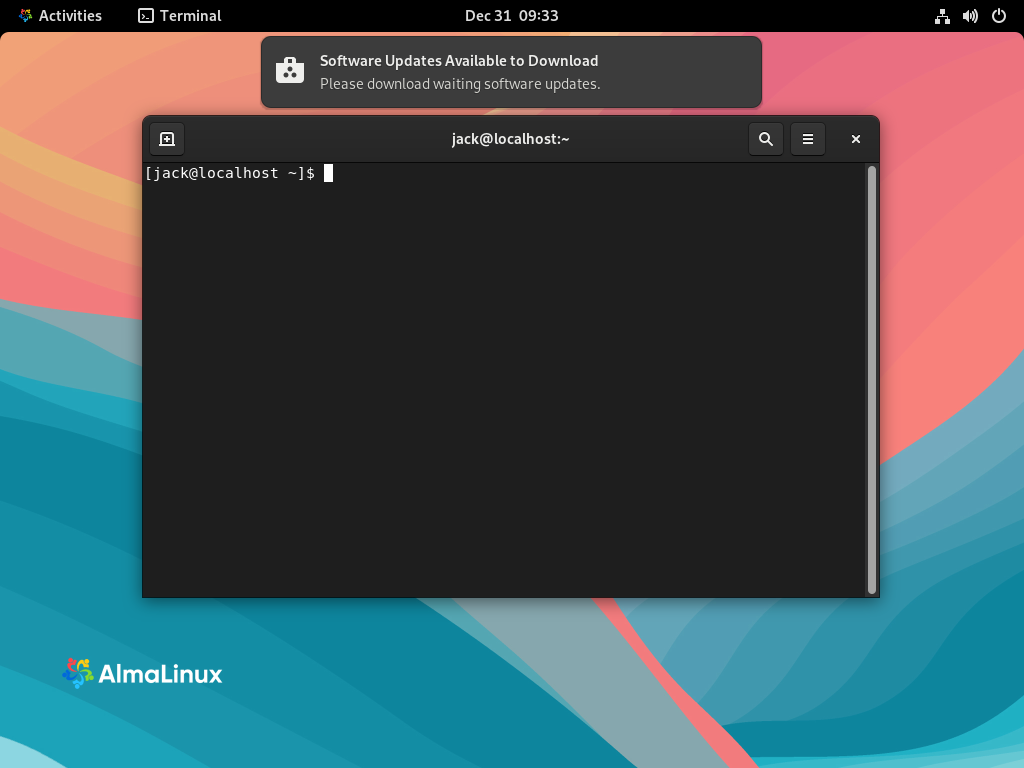 Activities
Terminal
Dec 31 09:33
Software Updates Available to Download
Please download waiting software updates.
jack@localhost:~
[jack@localhost ~]$
AlmaLinux